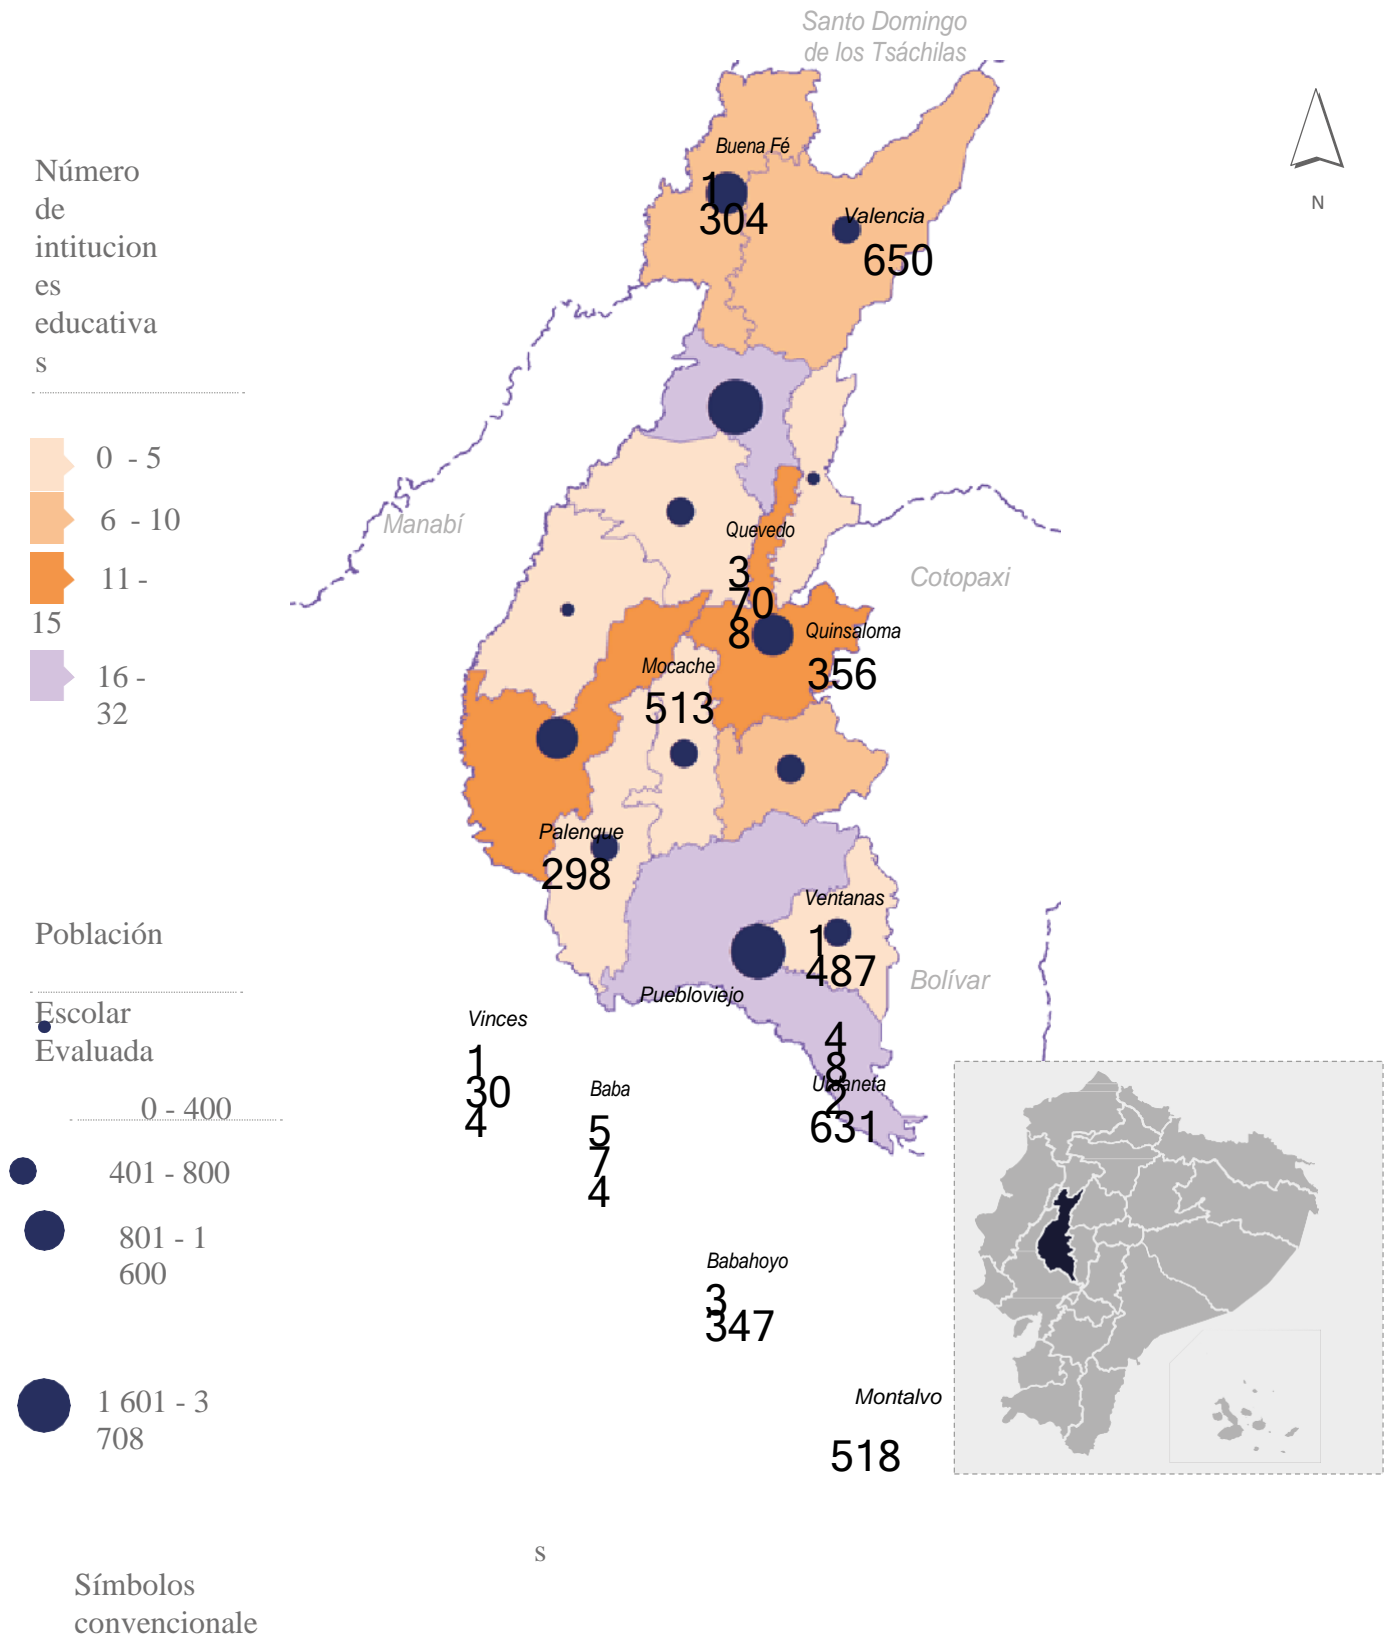 Santo Domingo
de los Tsáchilas
Número
de
intitucion
es
educativa
s
0 - 5
6 - 10
11 -
15
16 -
32
Población
Escolar
Evaluada
0 - 400
401 - 800
801 - 1
600
1 601 - 3
708
Símbolos
convencionale
s
N
Buena Fé
1
304
Valencia
650
Manabí
Cotopaxi
Quevedo
3
70
8
Quinsaloma
356
Mocache
513
Palenque
298
Ventanas
1
487
Bolívar
Puebloviejo
4
8
2
Urdaneta
631
Vinces
1
30
4
Baba
5
7
4
Babahoyo
3
347
Montalvo
518